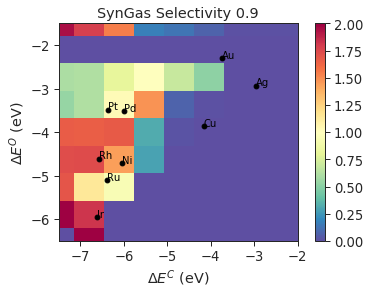 SynGas Selectivity 0.9
−2
−3
−4
−5
−6
ΔE^O (eV)
Au
Ag
Pt
Pd
Cu
Rh
Ni
Ru
Ir
−7
−6
−5
−4
−3
−2
ΔE^C (eV)
2.00
1.75
1.50
1.25
1.00
0.75
0.50
0.25
0.00